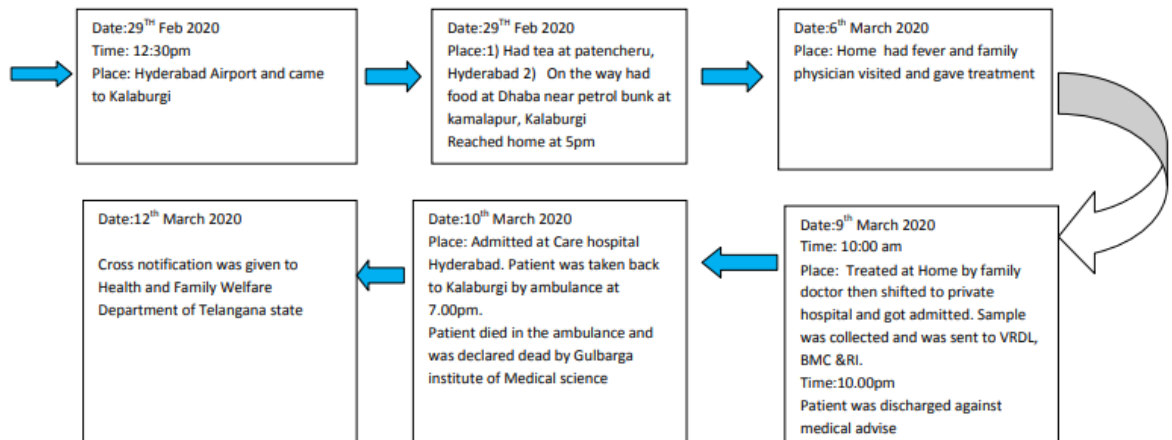 Date:29TH Feb 2020
Time: 12:30pm
Place: Hyderabad Airport and came
to Kalaburgi
Date:29TH Feb 2020
Place:1) Had tea at patencheru,
Hyderabad 2) On the way had
food at Dhaba near petrol bunk at
kamalapur, Kalaburgi
Reached home at 5pm
Date:6th March 2020
Place: Home had fever and family
physician visited and gave treatment
Date:9th March 2020
Time: 10:00 am
Place: Treated at Home by family
doctor then shifted to private
hospital and got admitted. Sample
was collected and was sent to VRDL,
BMC &RI.
Time:10.00pm
Patient was discharged against
medical advise
Date:10th March 2020
Place: Admitted at Care hospital
Hyderabad. Patient was taken back
to Kalaburgi by ambulance at
7.00pm.
Patient died in the ambulance and
was declared dead by Gulbarga
institute of Medical science
Date:12th March 2020
Cross notification was given to
Health and Family Welfare
Department of Telangana state